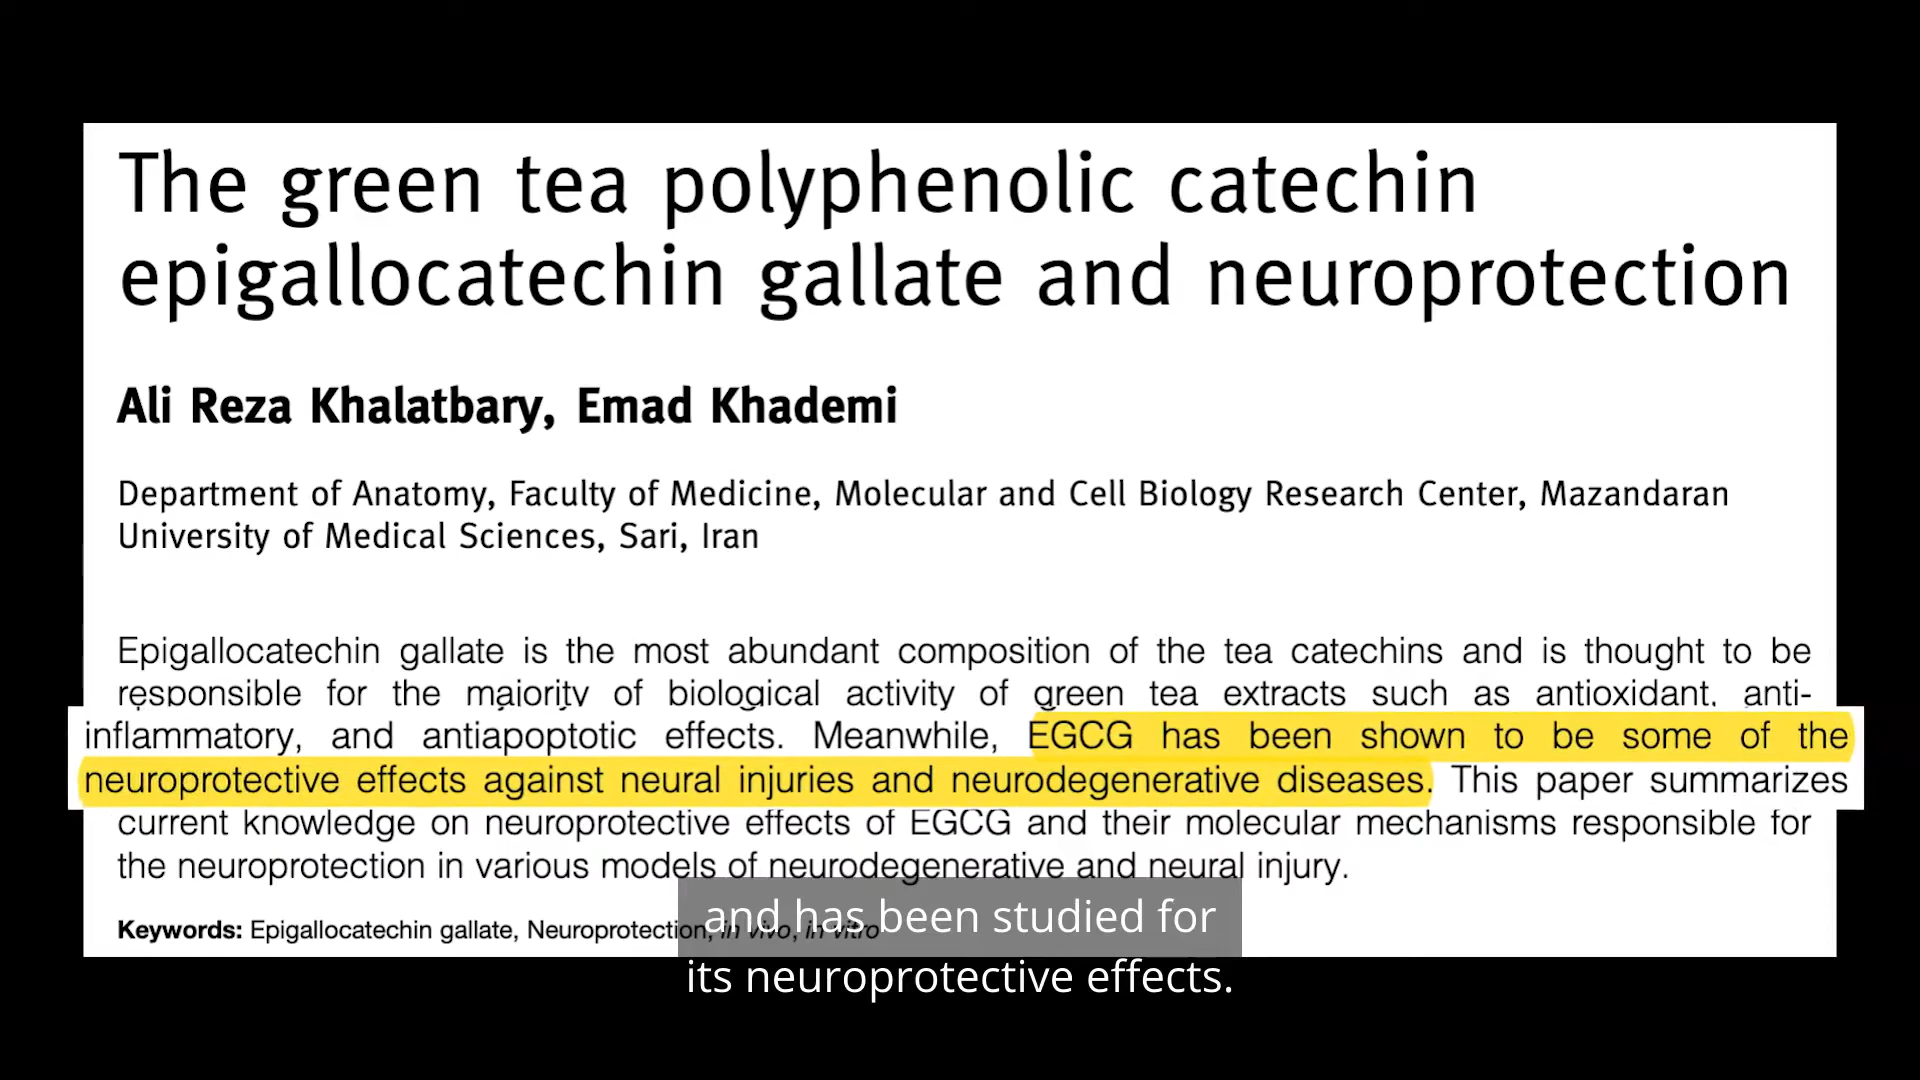 The green tea polyphenolic catechin
epigallocatechin gallate and neuroprotection
Ali Reza Khalatbary, Emad Khademi
Department of Anatomy, Faculty of Medicine, Molecular and Cell Biology Research Center, Mazandaran
University of Medical Sciences, Sari, Iran
Epigallocatechin gallate is the most abundant composition of the tea catechins and is thought to be
responsible for the majority of biological activity of green tea extracts such as antioxidant, anti-
inflammatory, and antiapoptotic effects. Meanwhile, EGCG has been shown to be some of the
neuroprotective effects against neural injuries and neurodegenerative diseases. This paper summarizes
current knowledge on neuroprotective effects of EGCG and their molecular mechanisms responsible for
the neuroprotection in various models of neurodegenerative and neural injury.
Keywords: Epigallocatechin gallate, Neuroprotection, in vivo, in vitro
and has been studied for
its neuroprotective effects.